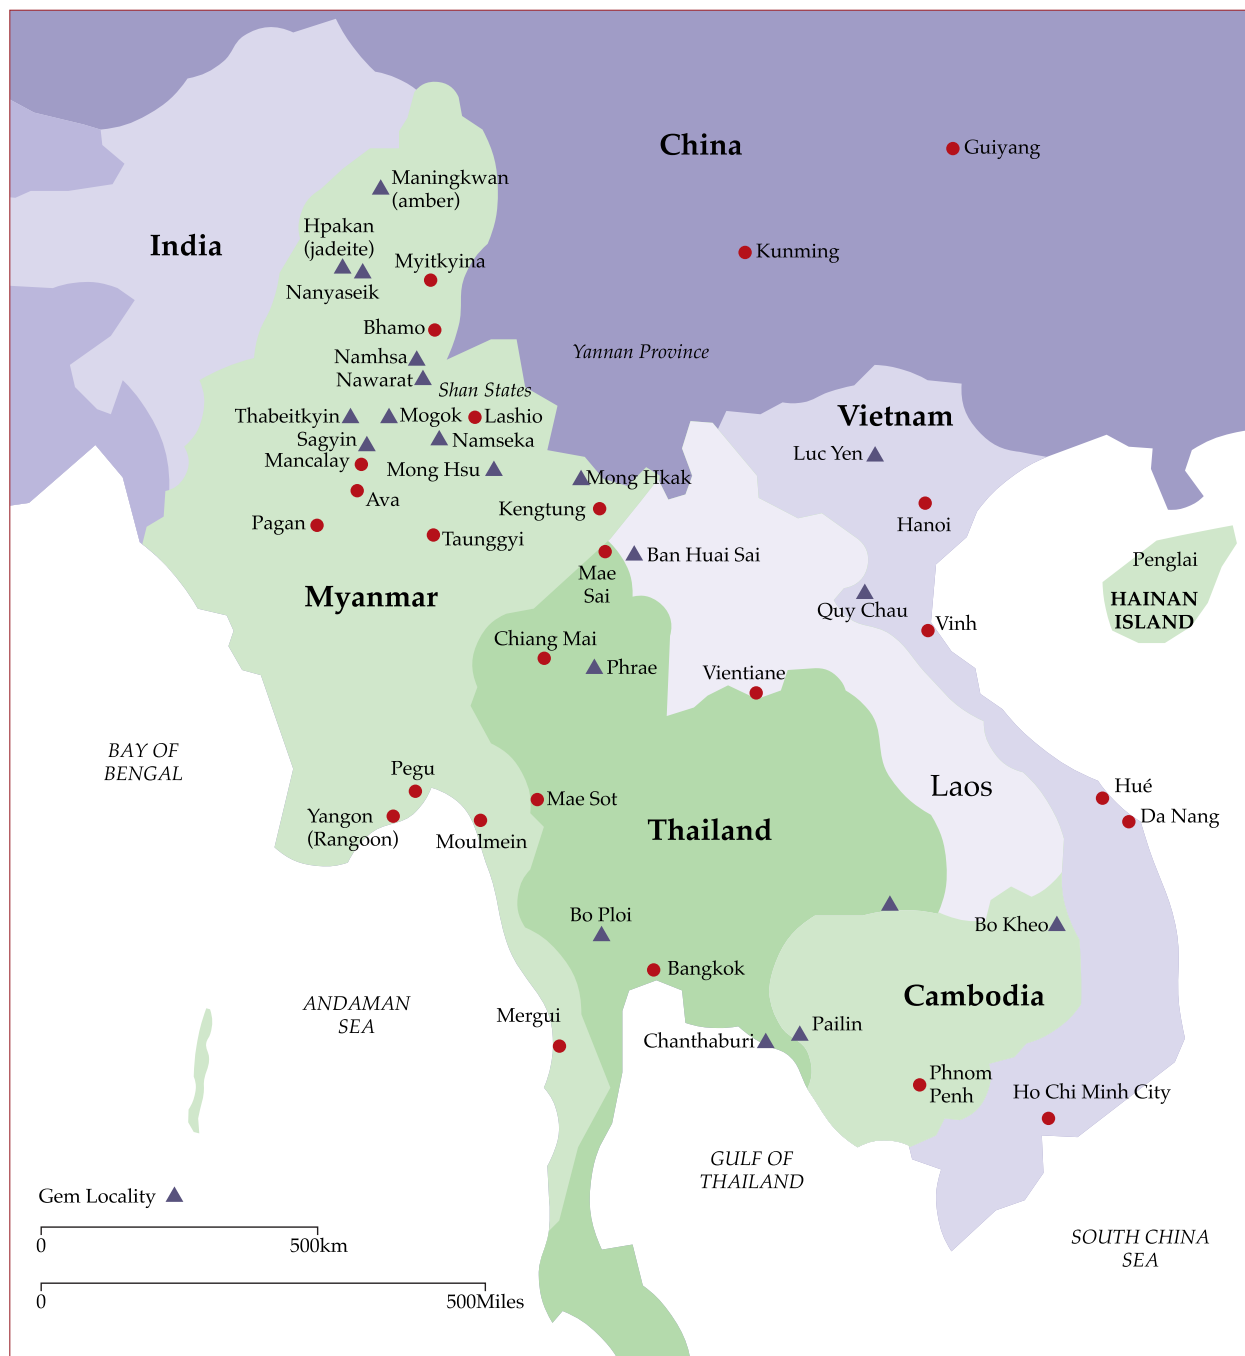 China
Guiyang
Maningkwan
(amber)
Hpakan
(jadeite)
India
Kunming
Myitkyina
Nanyaseik
Bhamo
Yannan Province
Namhsa
Nawarat
Shan States
Vietnam
Thabeitkyin
Mogok
Lashio
Sagyin
Namseka
Luc Yen
Mancalay
Mong Hsu
Mong Hkak
Ava
Kengtung
Pagan
Hanoi
Taunggyi
Ban Huai Sai
Penglai
Mae
Sai
Myanmar
HAINAN
ISLAND
Quy Chau
Vinh
Chiang Mai
Phrae
Vientiane
BAY OF
BENGAL
Pegu
Laos
Hué
Mae Sot
Yangon
(Rangoon)
Da Nang
Thailand
Moulmein
Bo Ploi
Bo Kheo
Bangkok
Cambodia
ANDAMAN
SEA
Mergui
Pailin
Chanthaburi
Phnom
Penh
Ho Chi Minh City
GULF OF
THAILAND
Gem Locality
SOUTH CHINA
SEA
0 500km
0 500Miles